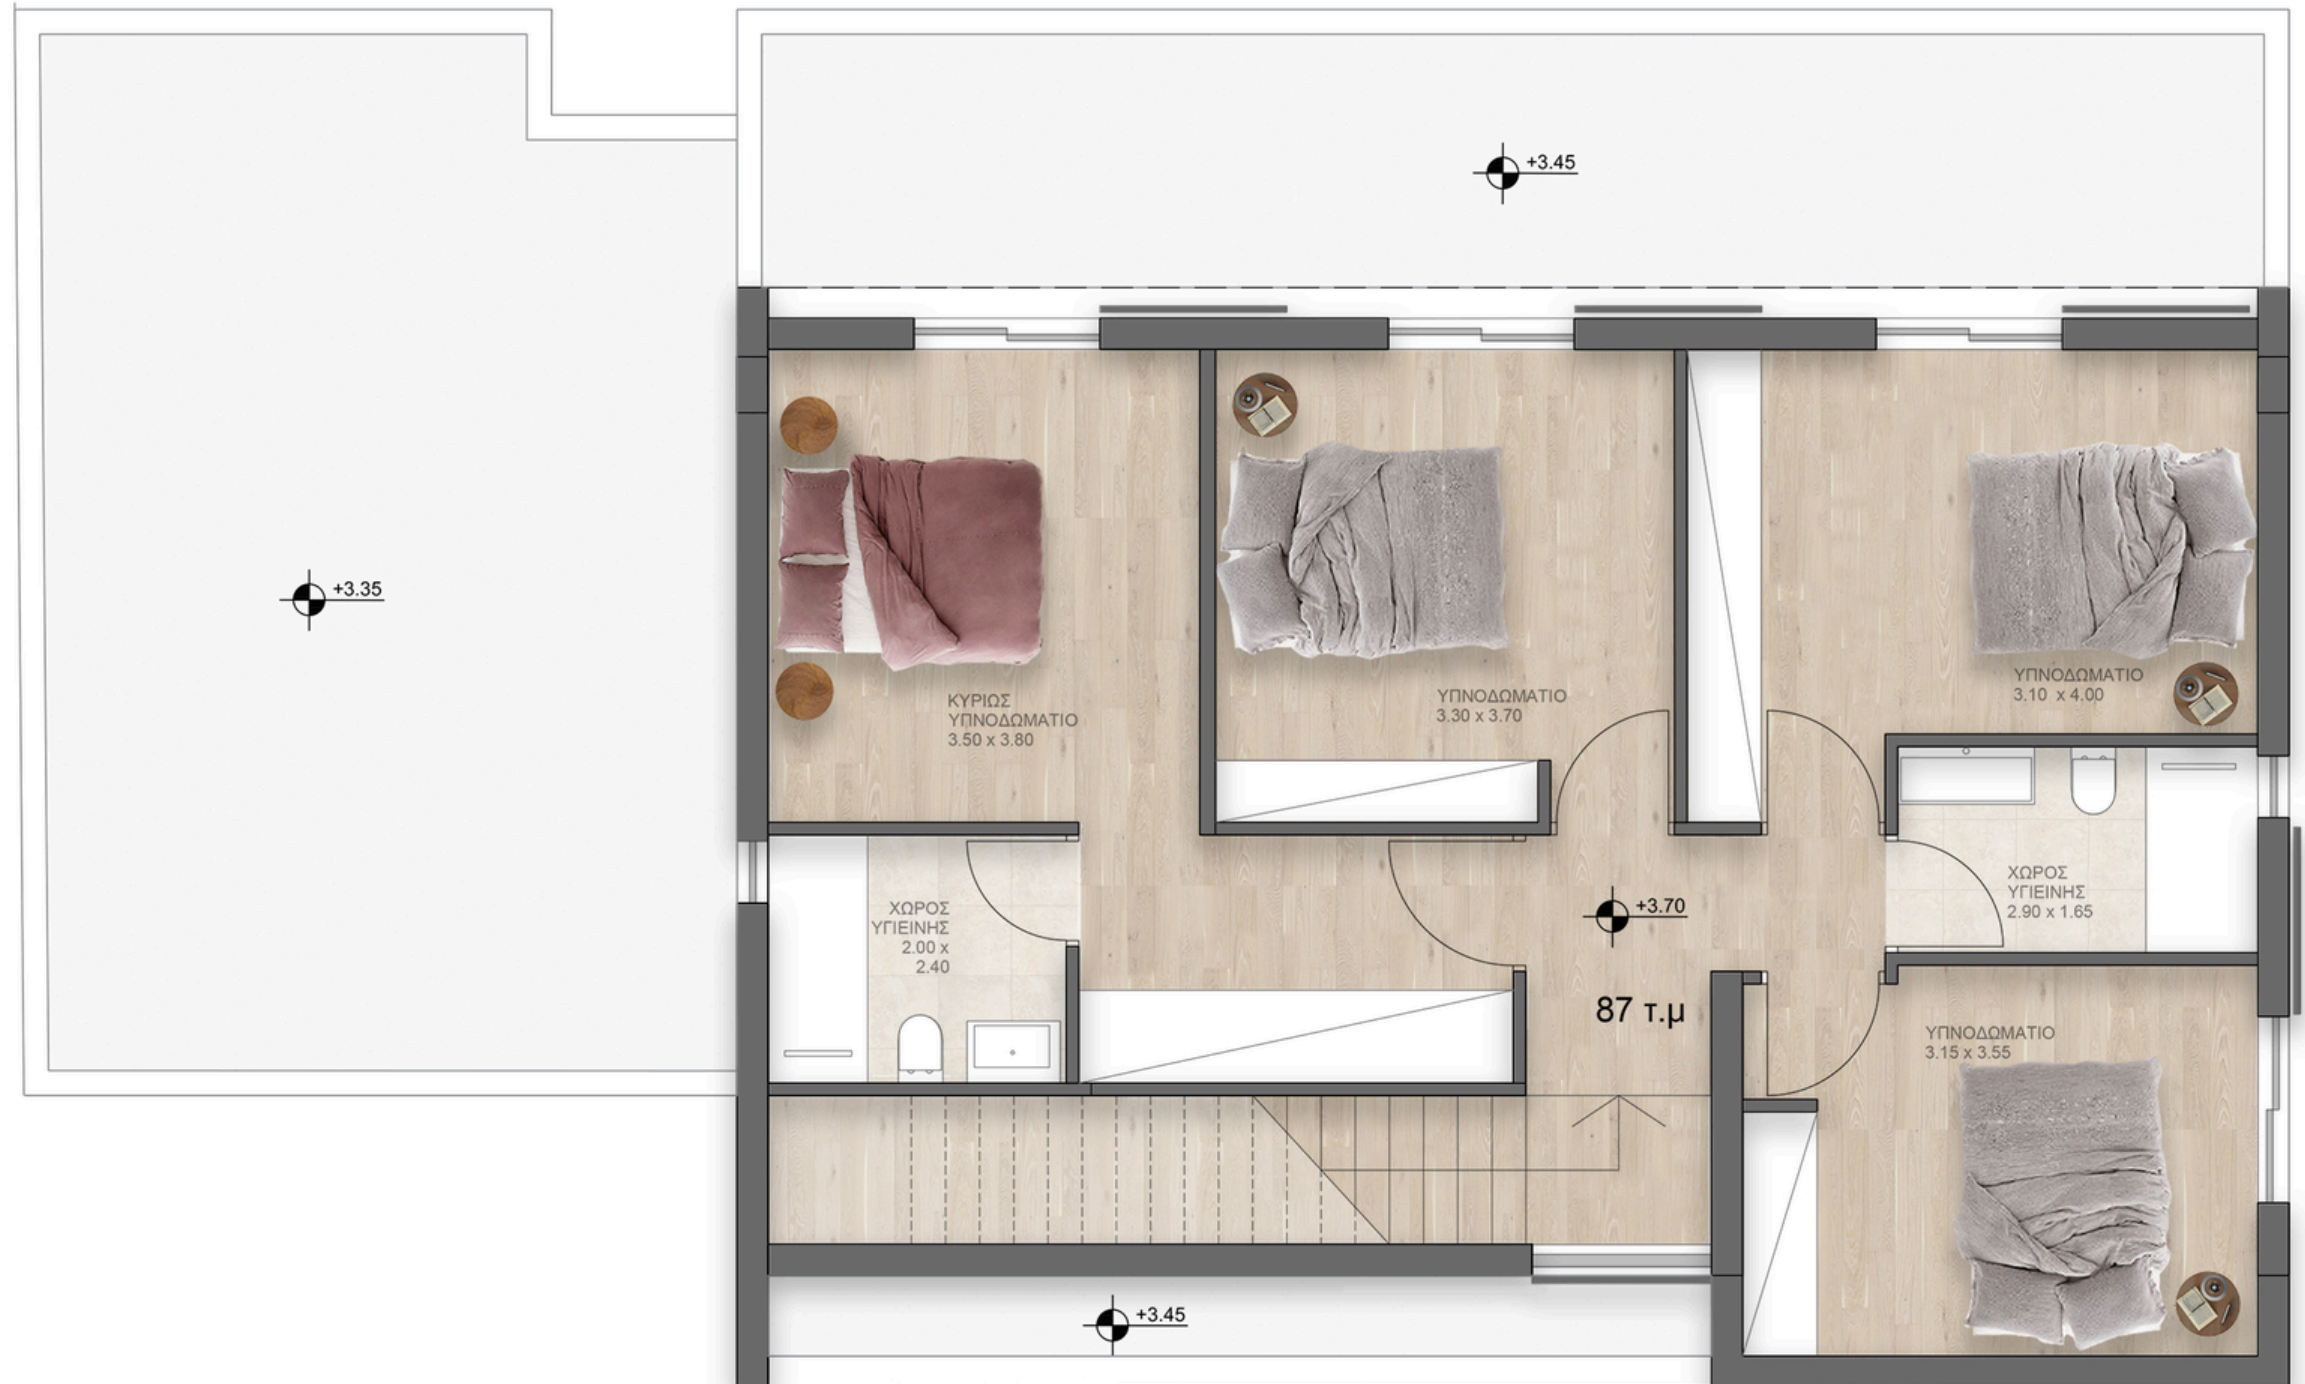 +3.45
+3.35
ΚΥΡΙΩΣ
ΥΠΝΟΔΩΜΑΤΙΟ
3.50 x 3.80
ΥΠΝΟΔΩΜΑΤΙΟ
3.30 x 3.70
ΥΠΝΟΔΩΜΑΤΙΟ
3.10 x 4.00
ΧΩΡΟΣ
ΥΓΙΕΙΝΗΣ
2.00 x
2.40
+3.70
ΧΩΡΟΣ
ΥΓΙΕΙΝΗΣ
2.90 x 1.65
87 τ.μ
ΥΠΝΟΔΩΜΑΤΙΟ
3.15 x 3.55
+3.45